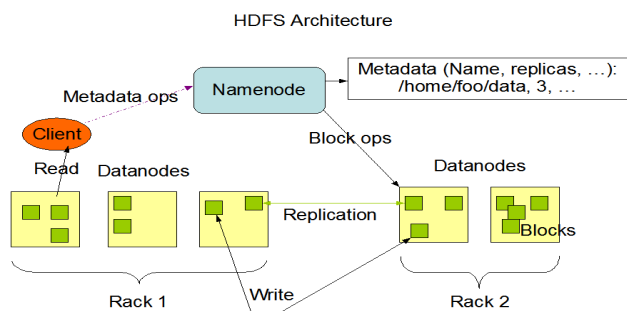 HDFS Architecture
Metadata (Name, replicas, …):
/home/foo/data, 3, …
Namenode
Metadata ops
Client
Block ops
Read
Datanodes
Datanodes
Replication
Blocks
Write
Rack 1
Rack 2